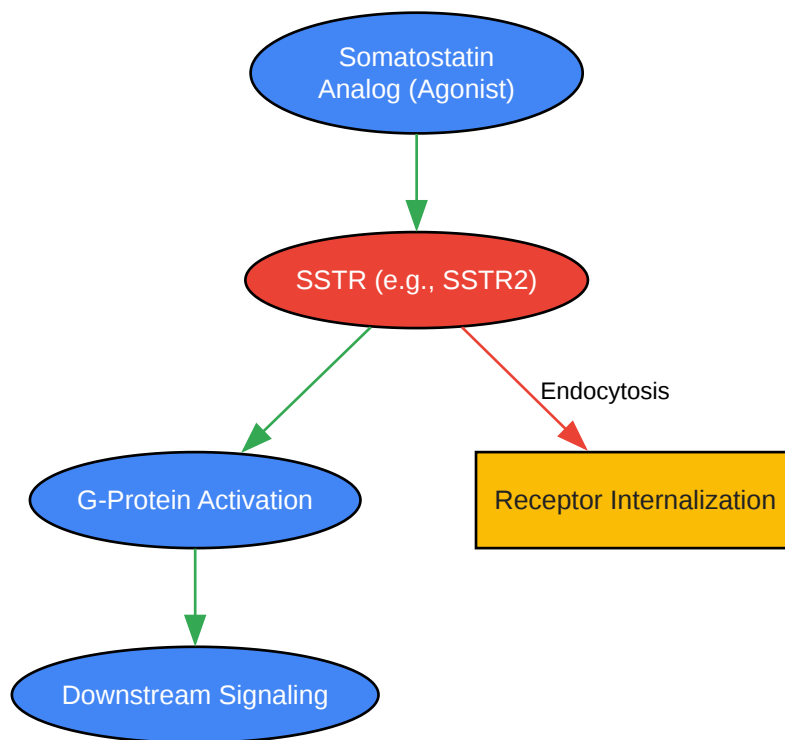 Somatostatin
Analog (Agonist)
SSTR (e.g., SSTR2)
Endocytosis
G-Protein Activation
Receptor Internalization
Downstream Signaling